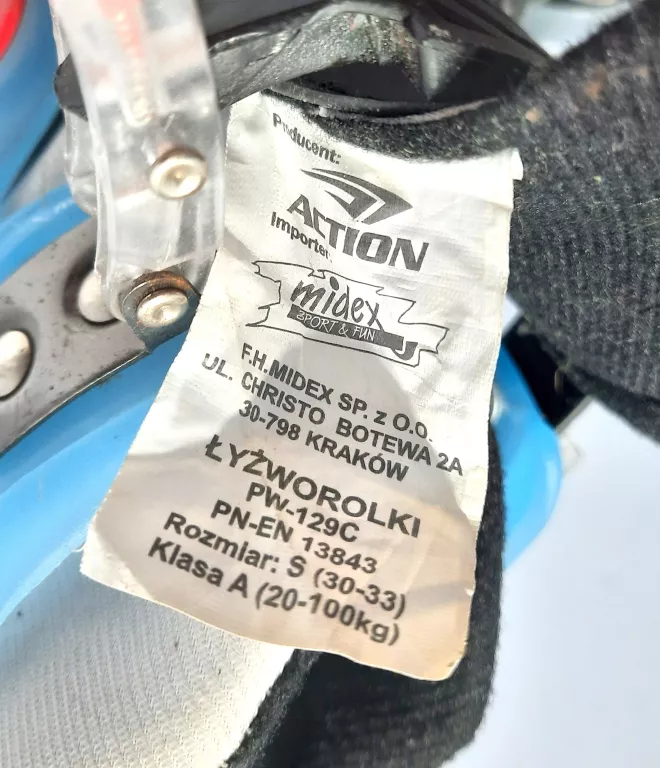 Producent:
ACTION
Importer:
midex
SPORT & FUN
F.H.MIDEX SP. z O.O.
UL. CHRISTO BOTEWA 2A
30-798 KRAKÓW
ŁYŻWOROLKI
PW-129C
PN-EN 13843
Rozmiar: S (30-33)
Klasa A (20-100kg)